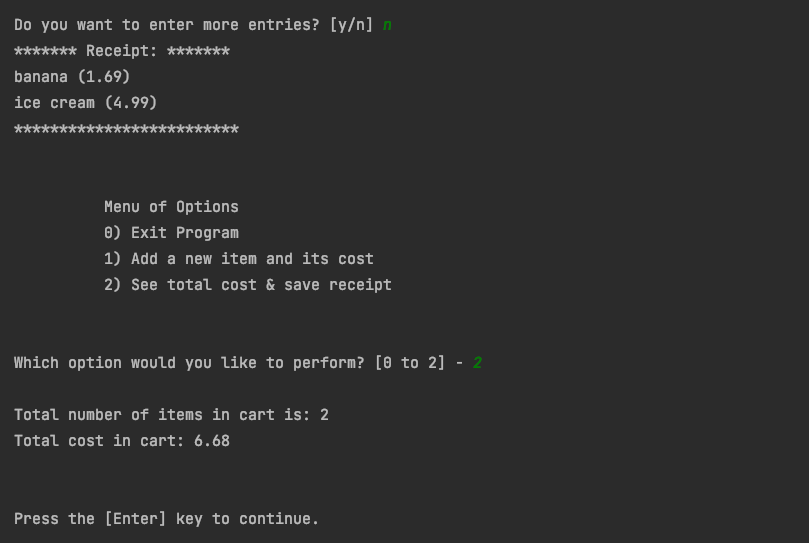 Do you want to enter more entries? [y/n] n
******* Receipt: *******
banana (1.69)
ice cream (4.99)
*************************
Menu of Options
0) Exit Program
1) Add a new item and its cost
2) See total cost & save receipt
Which option would you like to perform? [0 to 2] - 2
Total number of items in cart is: 2
Total cost in cart: 6.68
Press the [Enter] key to continue.